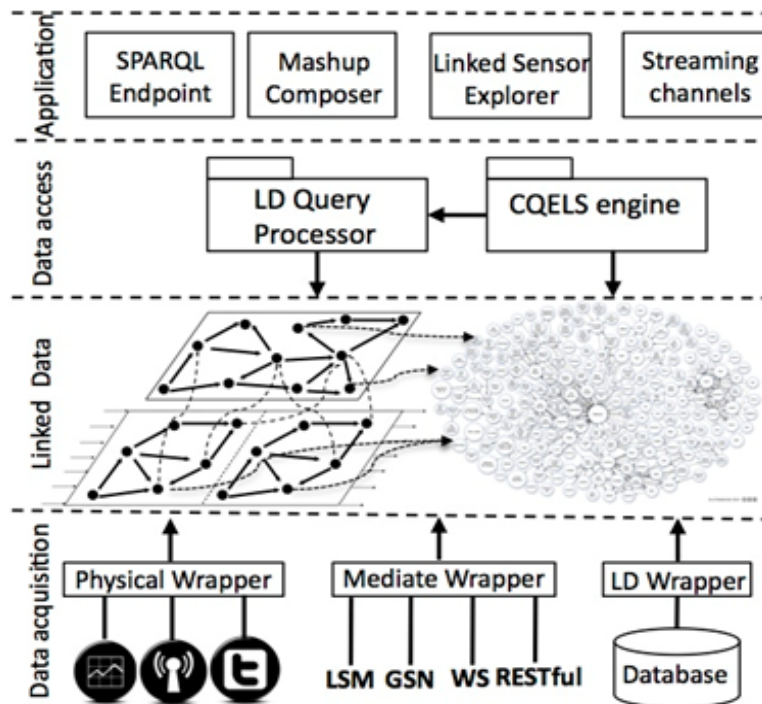 Application
SPARQL
Endpoint
Mashup
Composer
Linked Sensor
Explorer
Streaming
channels
Data access
LD Query
Processor
CQELS engine
Linked Data
Data acquisition
Physical Wrapper
Mediate Wrapper
LD Wrapper
LSM GSN WS RESTful
Database